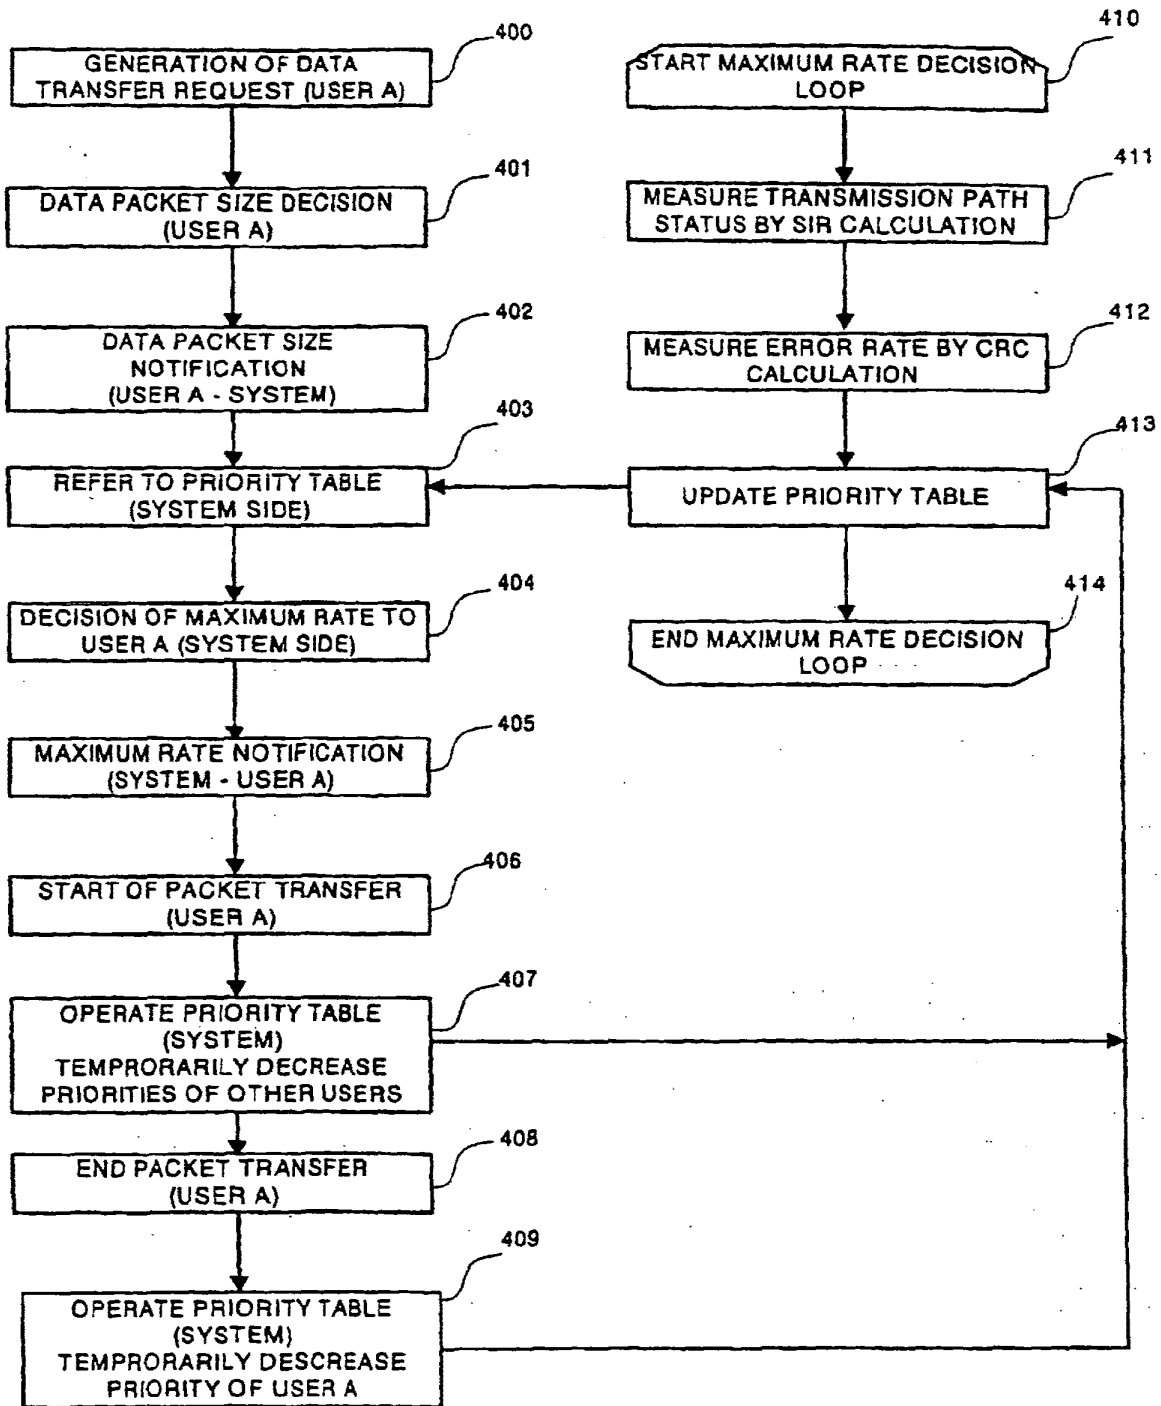 400
GENERATION OF DATA
TRANSFER REQUEST (USER A)
401
DATA PACKET SIZE DECISION
(USER A)
402
DATA PACKET SIZE
NOTIFICATION
(USER A - SYSTEM)
403
REFER TO PRIORITY TABLE
(SYSTEM SIDE)
404
DECISION OF MAXIMUM RATE TO
USER A (SYSTEM SIDE)
405
MAXIMUM RATE NOTIFICATION
(SYSTEM - USER A)
406
START OF PACKET TRANSFER
(USER A)
407
OPERATE PRIORITY TABLE
(SYSTEM)
TEMPRORARILY DECREASE
PRIORITIES OF OTHER USERS
408
END PACKET TRANSFER
(USER A)
409
OPERATE PRIORITY TABLE
(SYSTEM)
TEMPRORARILY DESCREASE
PRIORITY OF USER A
410
START MAXIMUM RATE DECISION
LOOP
411
MEASURE TRANSMISSION PATH
STATUS BY SIR CALCULATION
412
MEASURE ERROR RATE BY CRC
CALCULATION
413
UPDATE PRIORITY TABLE
414
END MAXIMUM RATE DECISION
LOOP